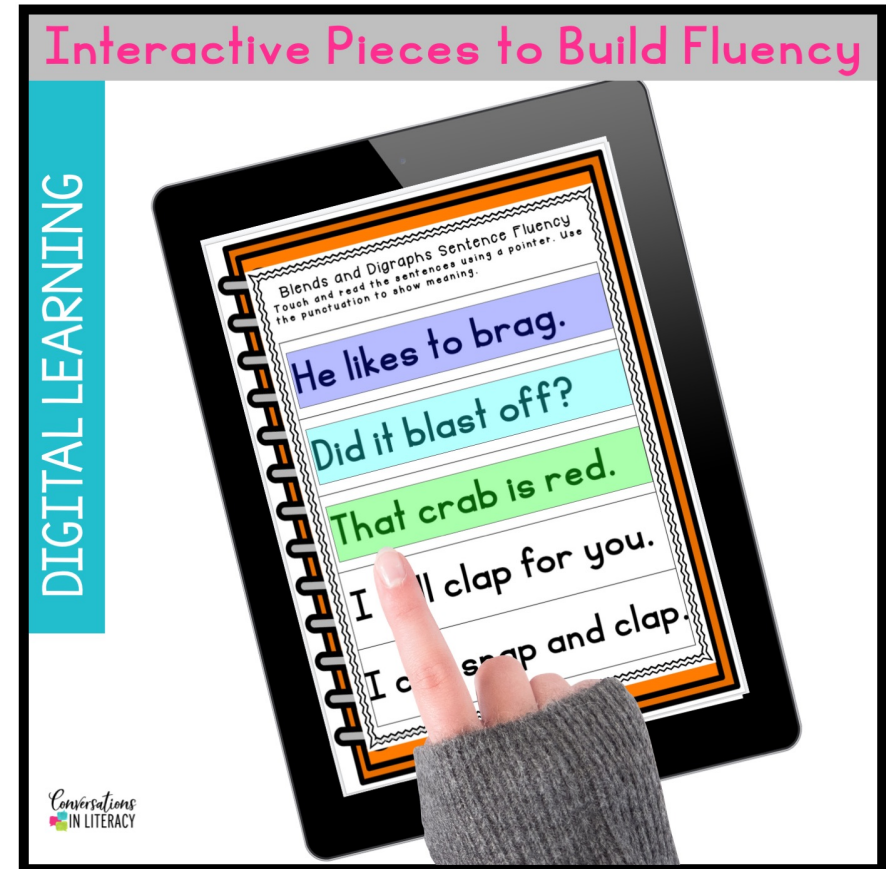 Interactive Pieces to Build Fluency
DIGITAL LEARNING
Blends and Digraphs Sentence Fluency
Touch and read the sentences using a pointer. Use
the punctuation to show meaning.
He likes to brag.
Did it blast off?
That crab is red.
I clap for you.
I and clap.
Conversations
IN LITERACY